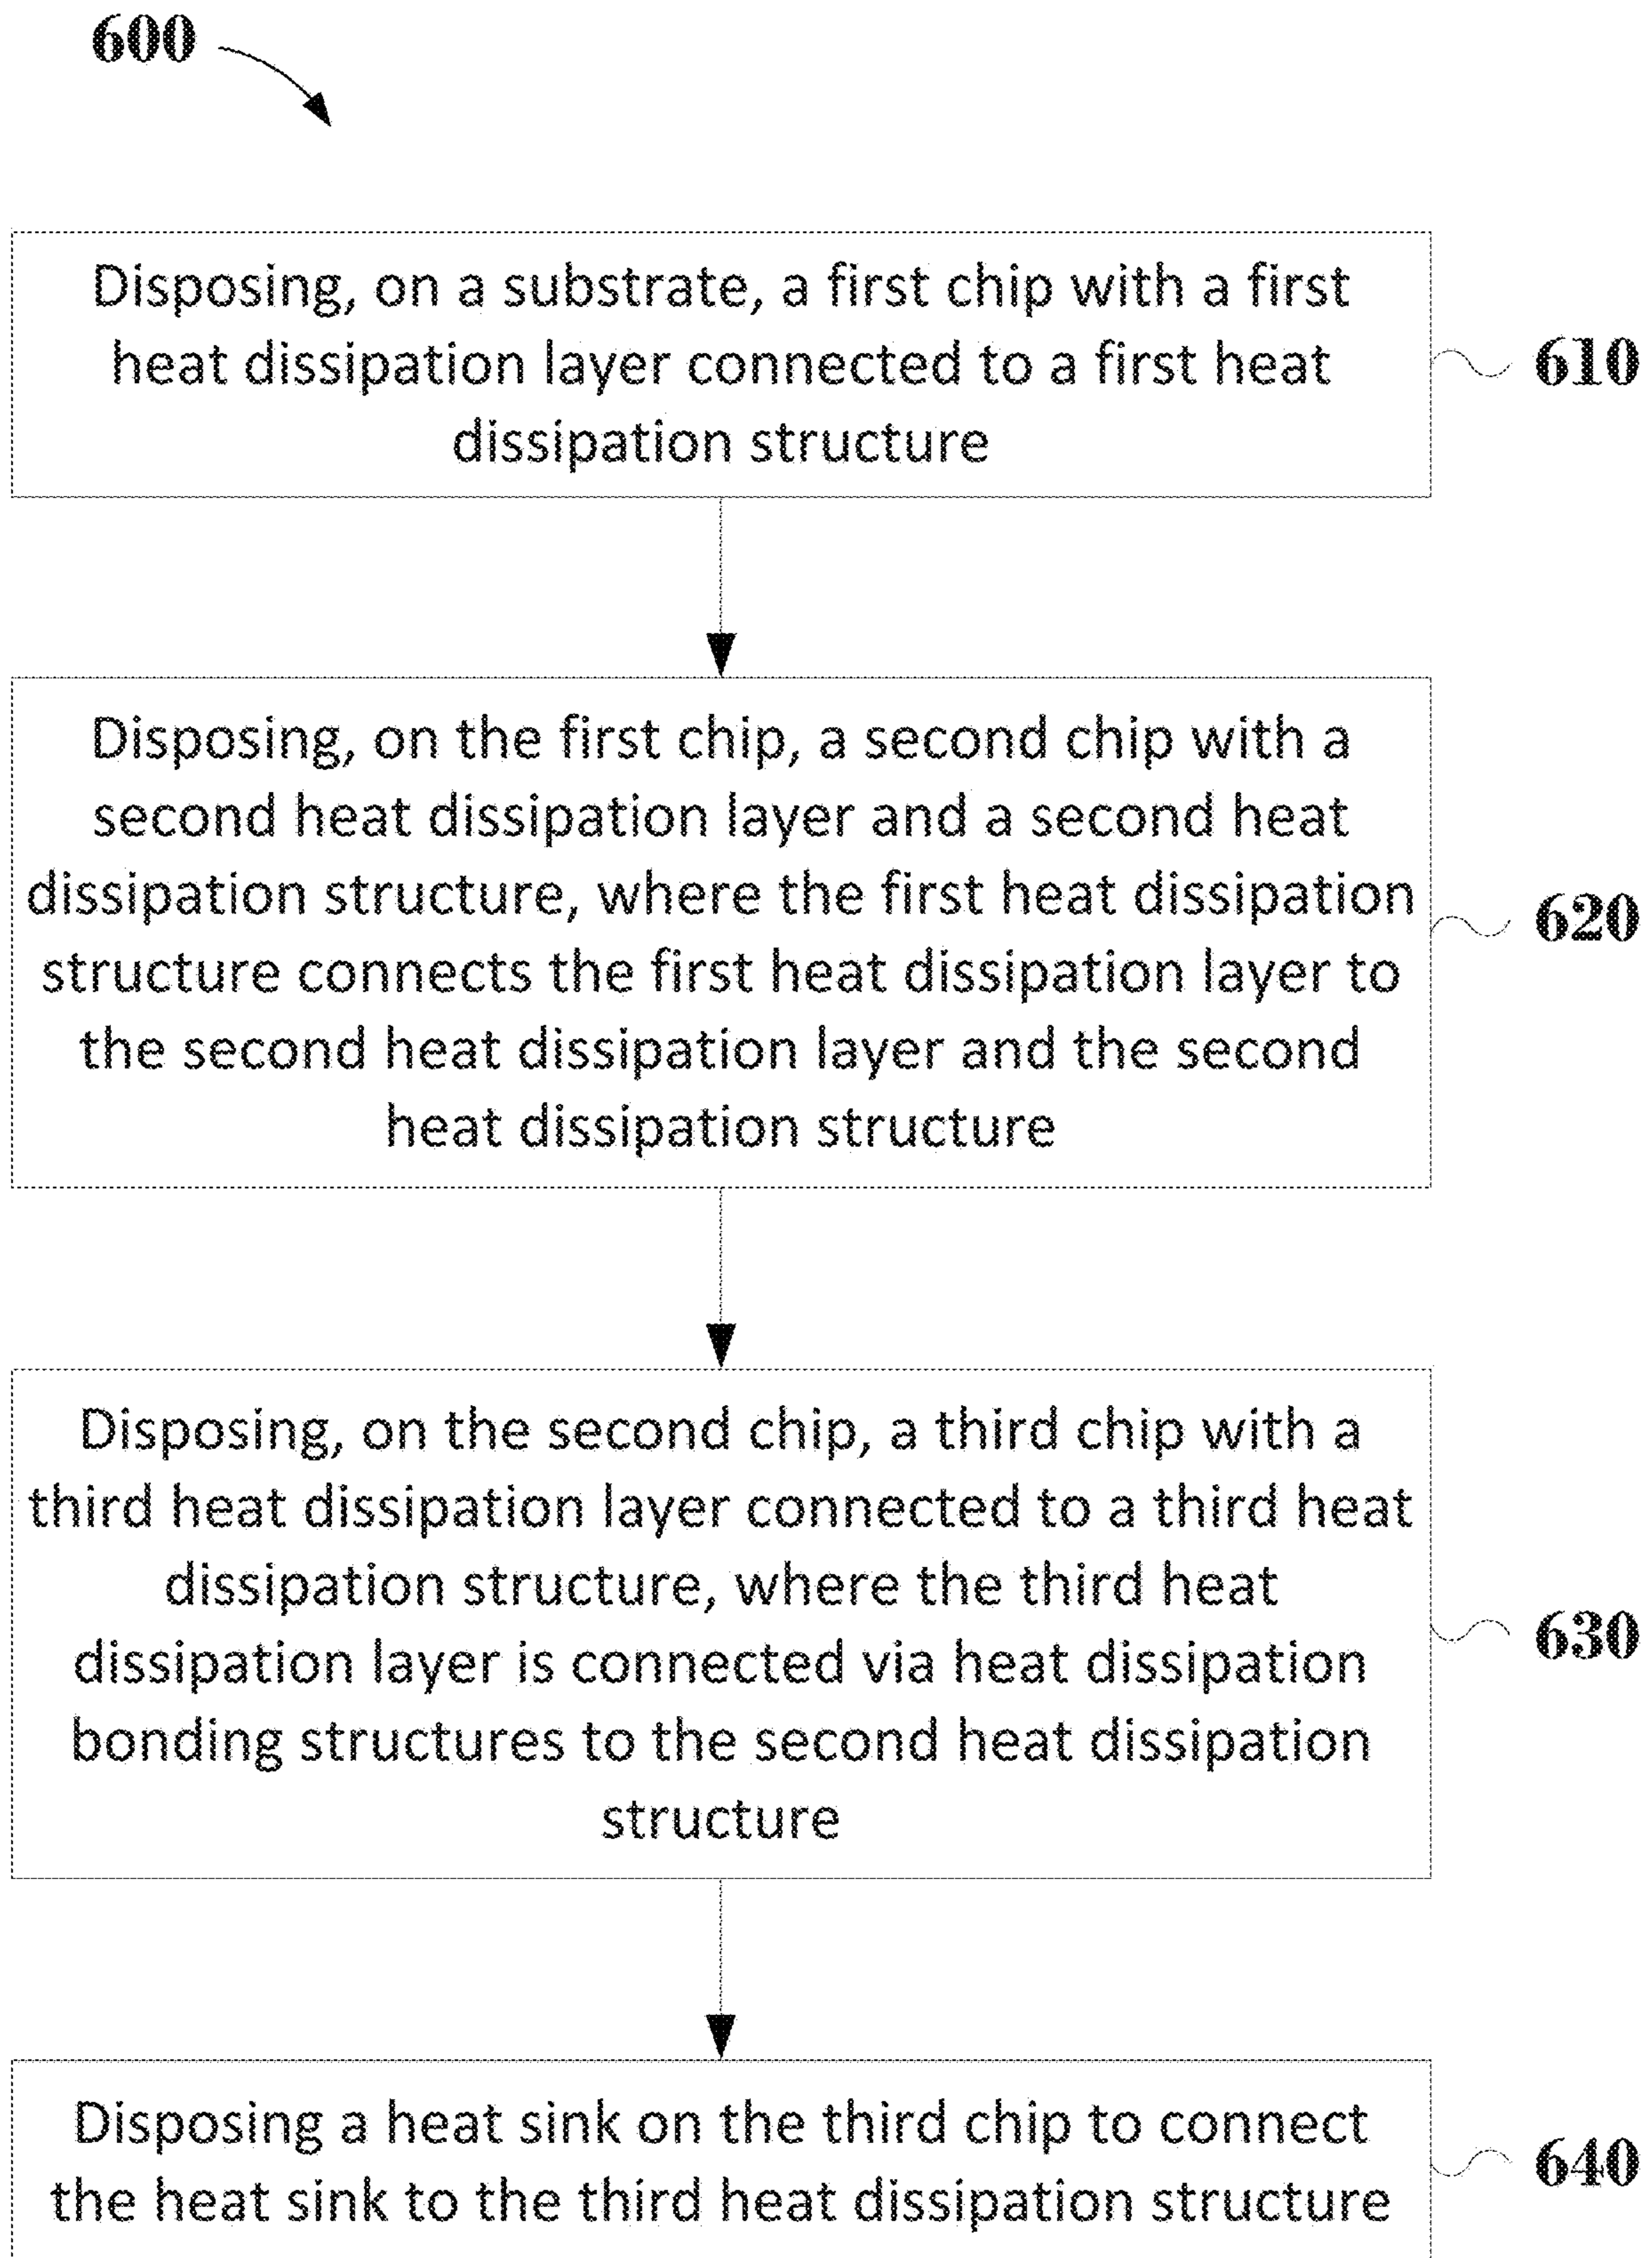 600
Disposing, on a substrate, a first chip with a first
heat dissipation layer connected to a first heat
dissipation structure
610
Disposing, on the first chip, a second chip with a
second heat dissipation layer and a second heat
dissipation structure, where the first heat dissipation
structure connects the first heat dissipation layer to
the second heat dissipation layer and the second
heat dissipation structure
620
Disposing, on the second chip, a third chip with a
third heat dissipation layer connected to a third heat
dissipation structure, where the third heat
dissipation layer is connected via heat dissipation
bonding structures to the second heat dissipation
structure
630
Disposing a heat sink on the third chip to connect
the heat sink to the third heat dissipation structure
640